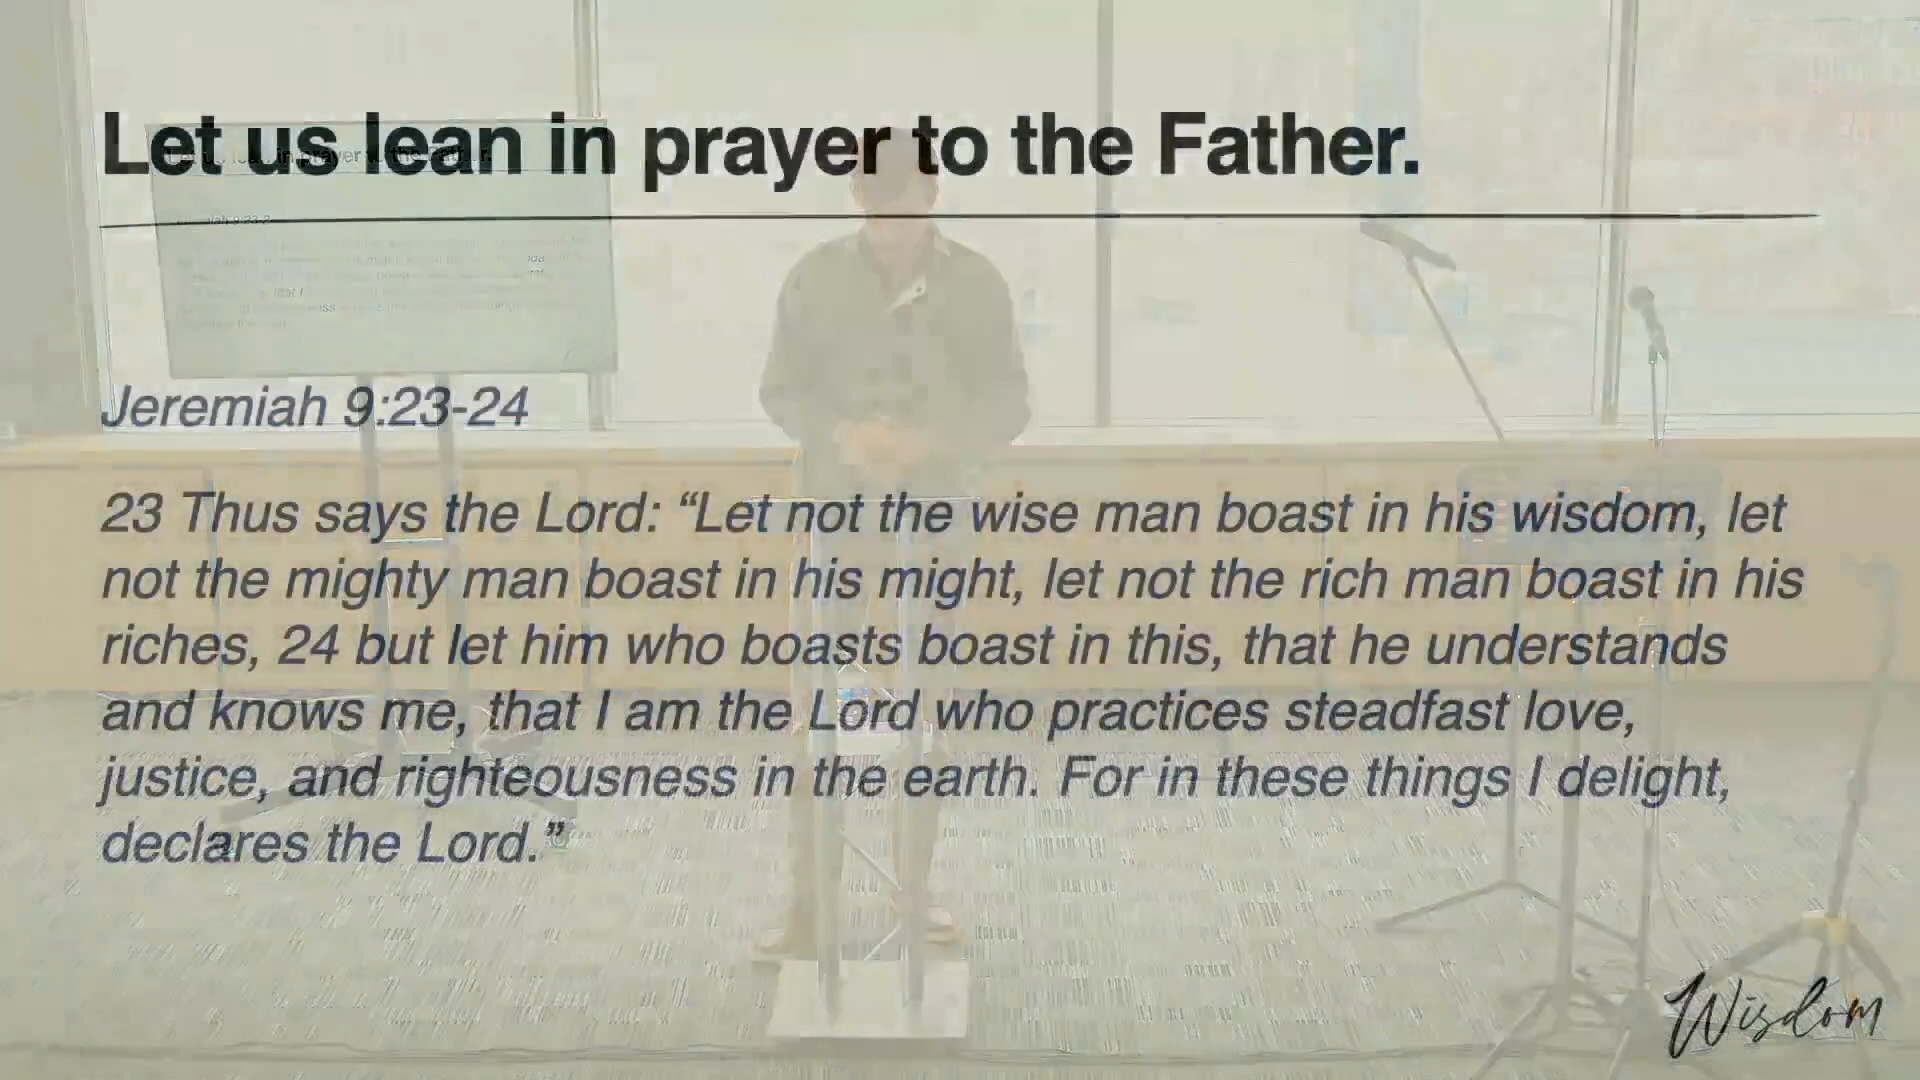 Let us lean in prayer to the Father.
Jeremiah 9:23-24
23 Thus says the Lord: “Let not the wise man boast in his wisdom, let
not the mighty man boast in his might, let not the rich man boast in his
riches, 24 but let him who boasts boast in this, that he understands
and knows me, that I am the Lord who practices steadfast love,
justice, and righteousness in the earth. For in these things I delight,
declares the Lord.”
Wisdom